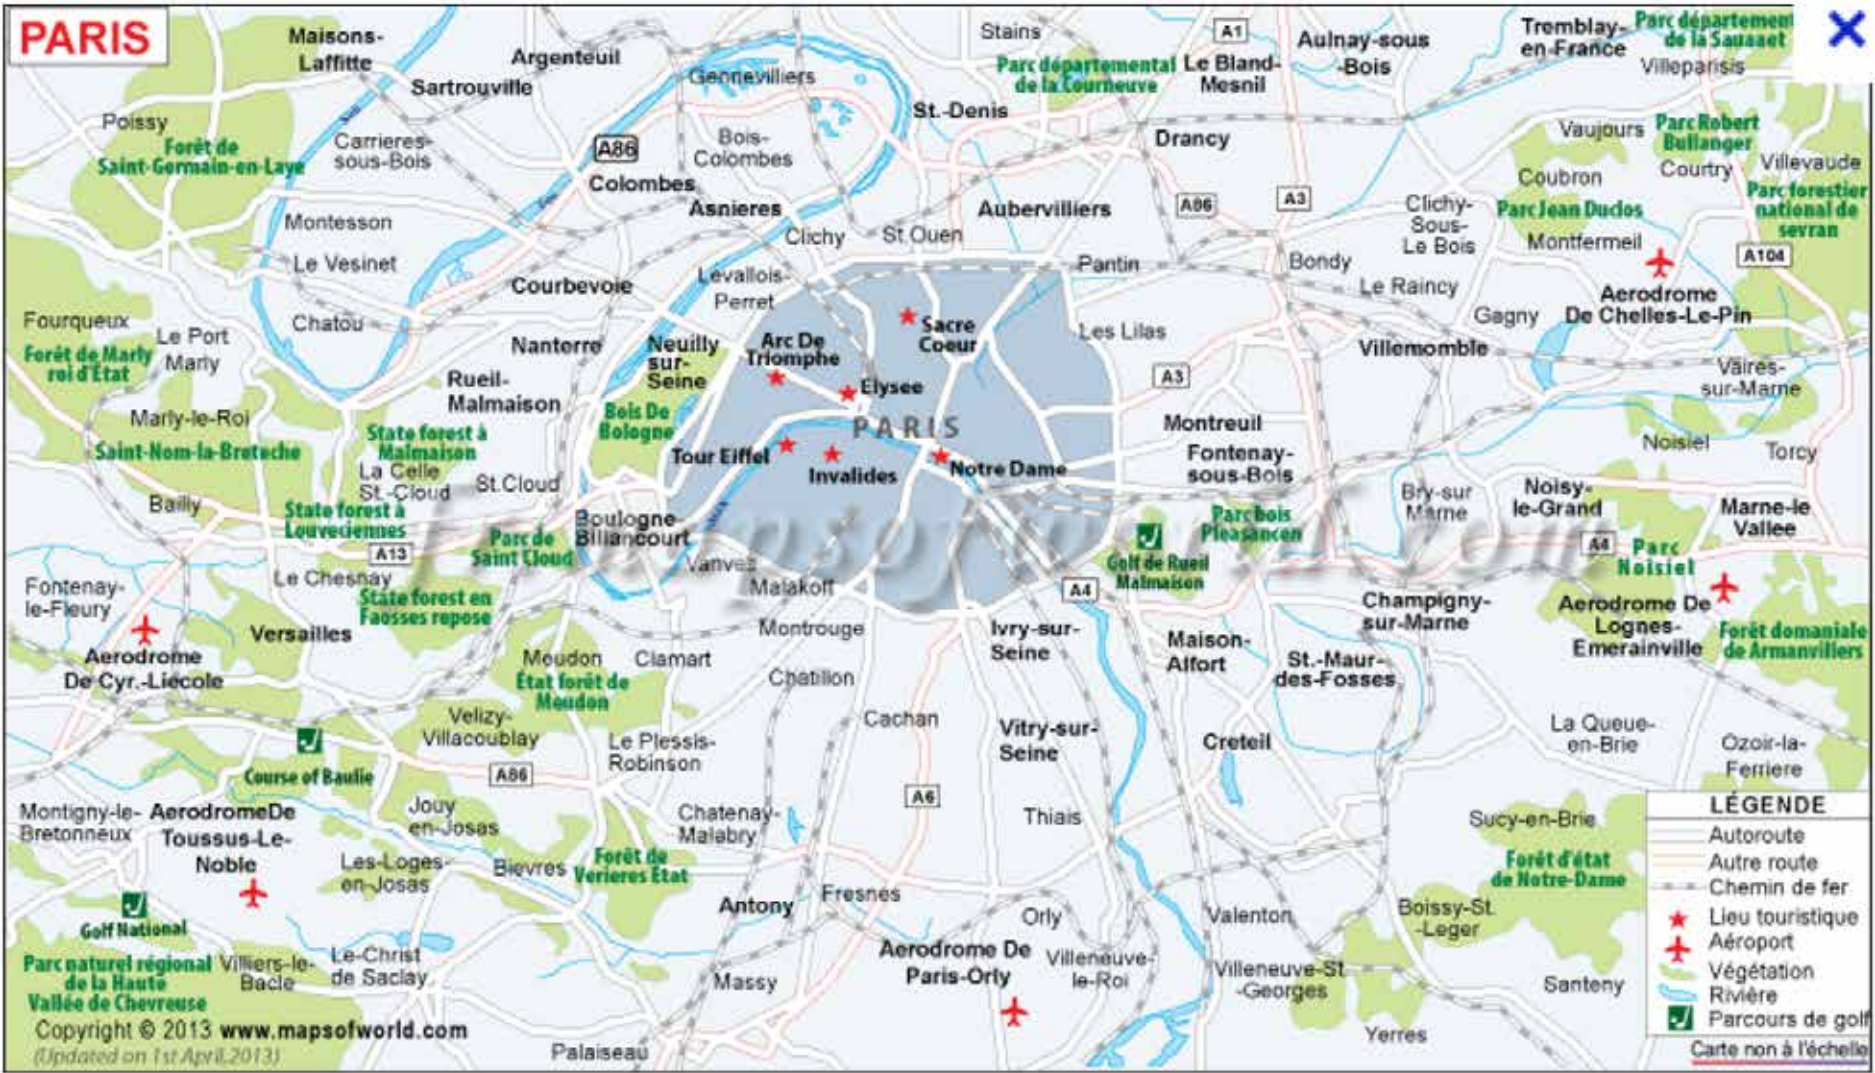 PARIS
Maisons-
Laffitte
Argenteuil
Sartrouville
Gennevilliers
Stains
Parc départemental
de la Courneuve
A1
Le Bland-
Mesnil
Aulnay-sous
-Bois
Tremblay-
en-France
Parc département
de la Sauaaet
Villeparisis
Poissy
Forêt de
Saint-Germain-en-Laye
Carrieres-
sous-Bois
A86
Bois-
Colombes
St.-Denis
Drancy
Vaujours
Parc Robert
Bullanger
Courtry
Villevaude
Coubron
Parc forestier
national de
sevran
Colombes
Asnieres
Aubervilliers
A86
A3
Clichy-
Sous-
Le Bois
Parc Jean Duclos
Montfermeil
A104
Montesson
Le Vesinet
Clichy
St.Ouen
Pantin
Bondy
Le Raincy
Aerodrome
De Chelles-Le-Pin
Courbevoie
Levallois-
Perret
Chatou
Fourqueux
Le Port
Marly
Forêt de Marly
roi d'État
Nanterre
Neuilly
sur-
Seine
Arc De
Triomphe
Sacre
Coeur
Les Lilas
Gagny
Villemomble
Vaires-
sur-Marne
Rueil-
Malmaison
Elysee
A3
Marly-le-Roi
Saint-Nom-la-Breteche
State forest à
Malmaison
Bois De
Bologne
PARIS
Montreuil
Noisiel
Torcy
La Celle
St.-Cloud
St.Cloud
Tour Eiffel
Invalides
Notre Dame
Fontenay-
sous-Bois
Bailly
State forest à
Louveciennes
Parc de
Saint Cloud
Boulogne-
Billancourt
Bry-sur
Marne
Noisy-
le-Grand
Marne-le
Vallee
Parc bois
Pleasancen
A13
Golf de Rueil
Malmaison
A4
Parc
Noisiel
Vanves
Malakoff
Fontenay-
le-Fleury
Le Chesnay
State forest en
Faosses repose
A4
Champigny-
sur-Marne
Aerodrome De
Lognes-
Emerainville
Forêt domaniale
de Armanvillers
Versailles
Montrouge
Ivry-sur-
Seine
Maison-
Alfort
St.-Maur-
des-Fosses
Aerodrome
De Cyr.-Liecole
Meudon
État forêt de
Meudon
Clamart
Chatillon
Velizy-
Villacoublay
Cachan
Vitry-sur-
Seine
Creteil
La Queue-
en-Brie
Ozoir-la-
Ferriere
Course of Baulie
A86
Le Plessis-
Robinson
A6
Montigny-le-
Bretonneux
AerodromeDe
Toussus-Le-
Noble
Jouy
en-Josas
Chatenay-
Malabry
Thiais
Sucy-en-Brie
Les-Loges-
en-Josas
Bievres
Forêt de
Verieres État
Forêt d'état
de Notre-Dame
Fresnes
Antony
Orly
Valenton
Boissy-St.
-Leger
Golf National
Parc naturel régional
de la Haute
Vallée de Chevreuse
Villiers-le-
Bacle
Le-Christ
de Saclay
Massy
Aerodrome De
Paris-Orly
Villeneuve-
le-Roi
Villeneuve-St
-Georges
Santeny
Yerres
Palaiseau
Copyright © 2013 www.mapsofworld.com
(Updated on 1st April,2013)
LÉGENDE
Autoroute
Autre route
Chemin de fer
Lieu touristique
Aéroport
Végétation
Rivière
Parcours de golf
Carte non à l'échelle